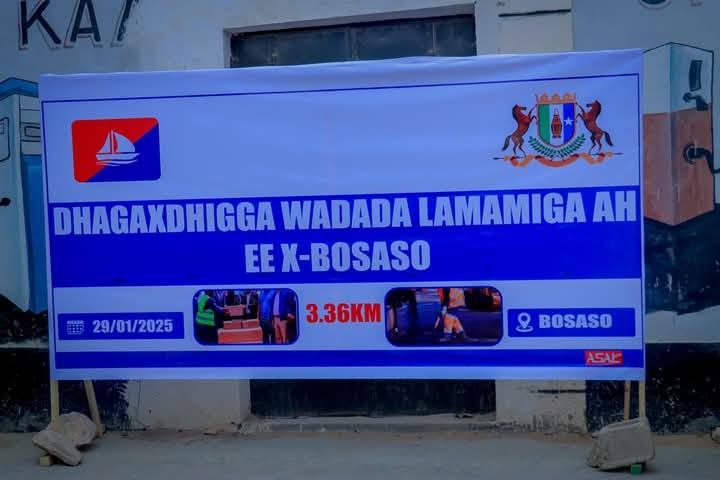 KA
DHAGAXDHIGGA WADADA LAMAMIGA AH
EE X-BOSASO
29/01/2025
3.36KM
BOSASO
ASAL